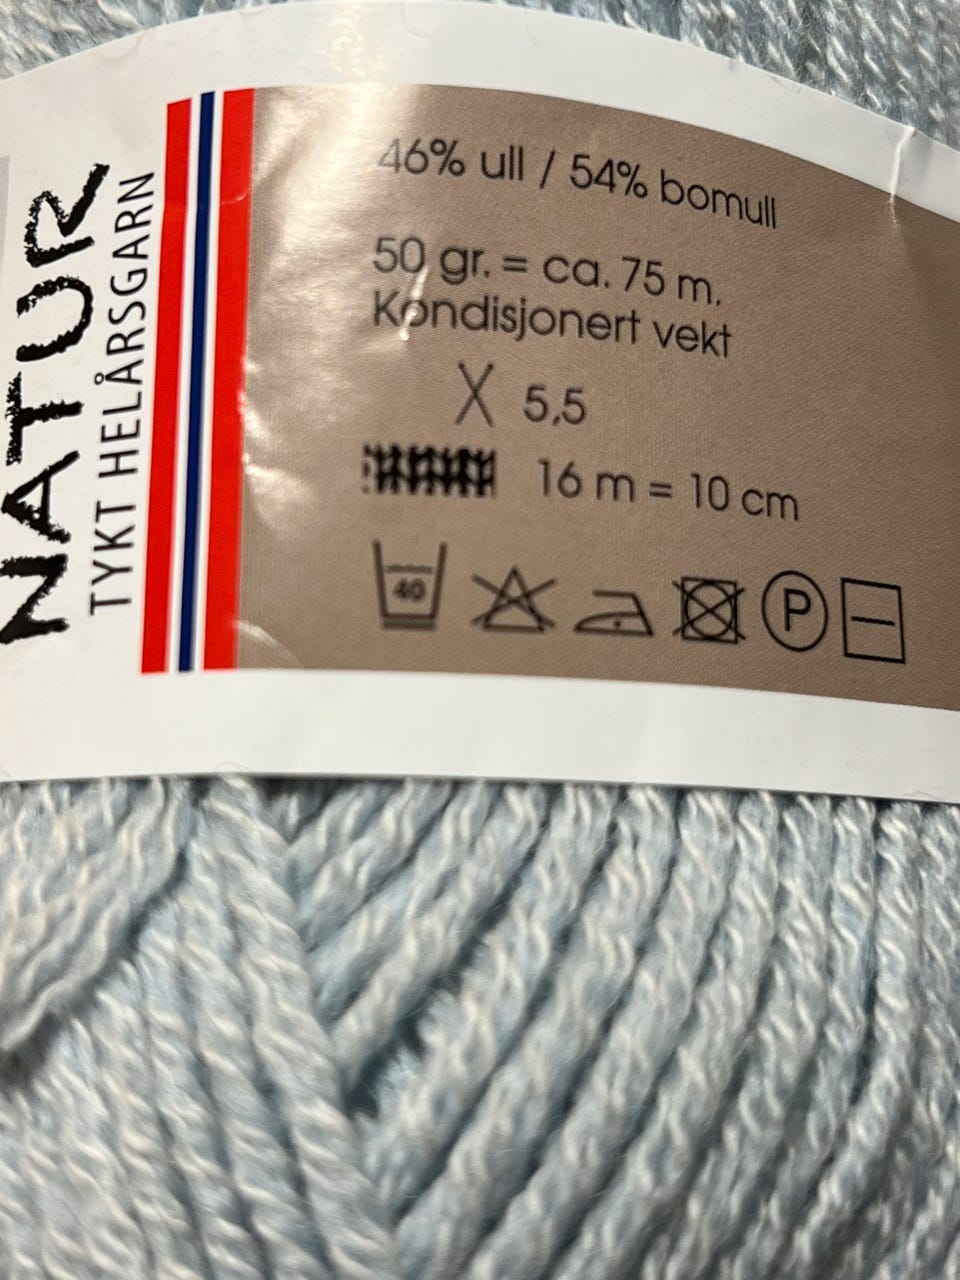 NATUR
TYKT HELÅRSGARN
46% ull / 54% bomull
50 gr. = ca. 75 m.
Kondisjonert vekt
5,5
16 m = 10 cm
40
P